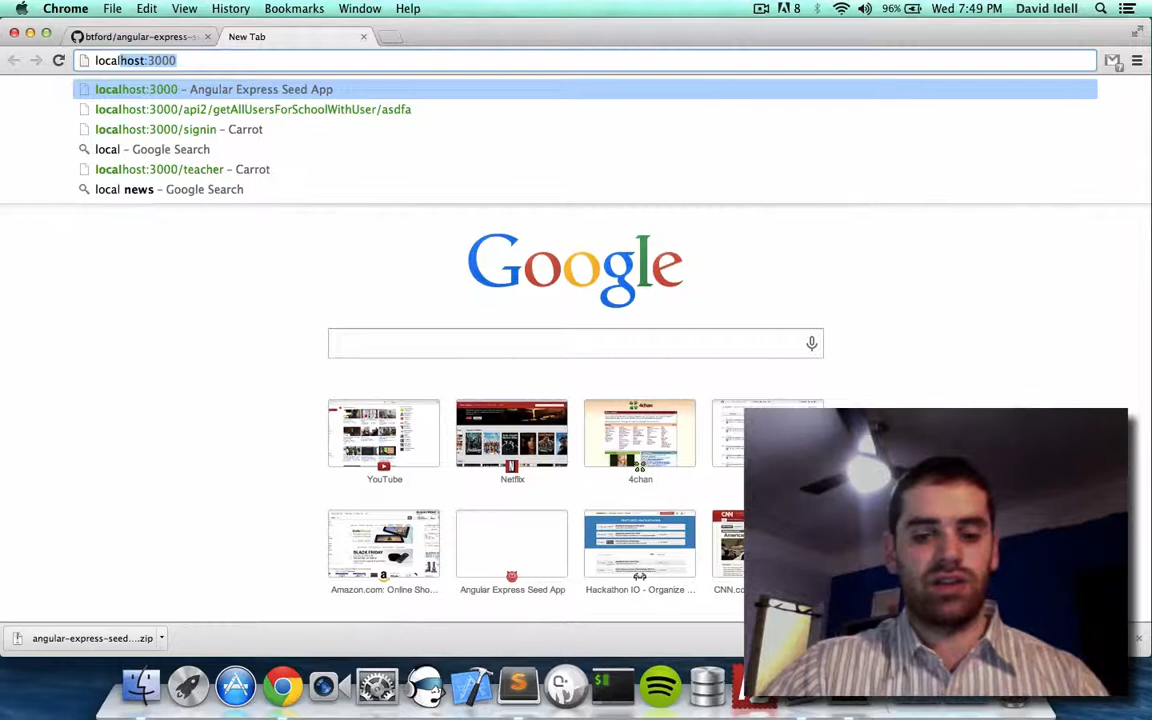 Chrome File Edit View History Bookmarks Window Help 8 96% Wed 7:49 PM David Idell
btford/angular-express-s New Tab
localhost:3000
localhost:3000 – Angular Express Seed App
localhost:3000/api2/getAllUsersForSchoolWithUser/asdfa
localhost:3000/signin – Carrot
local – Google Search
localhost:3000/teacher – Carrot
local news – Google Search
Google
4chan
YouTube Netflix 4chan
CNN
Amazon.com: Online Sho... Angular Express Seed App Hackathon IO - Organize ... CNN.c
angular-express-seed....zip